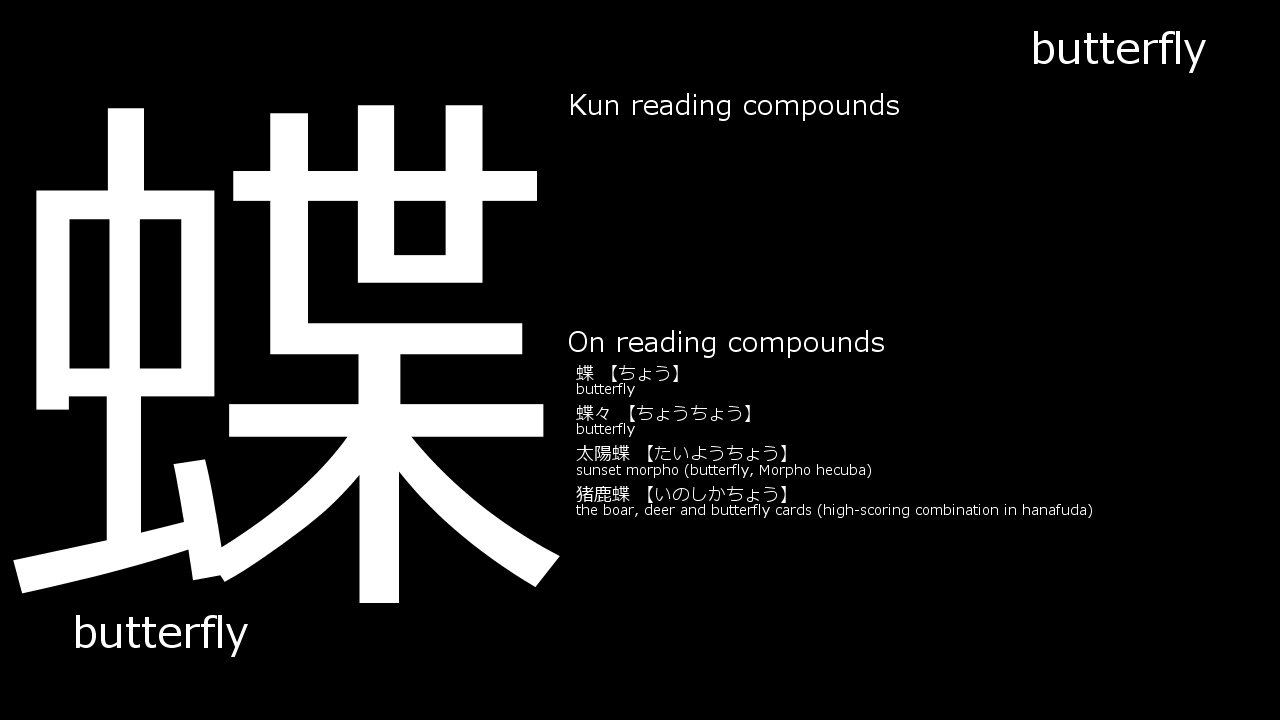 butterfly
蝶
butterfly
Kun reading compounds
On reading compounds
蝶 【ちょう】
butterfly
蝶々 【ちょうちょう】
butterfly
太陽蝶 【たいようちょう】
sunset morpho (butterfly, Morpho hecuba)
猪鹿蝶 【いのしかちょう】
the boar, deer and butterfly cards (high-scoring combination in hanafuda)